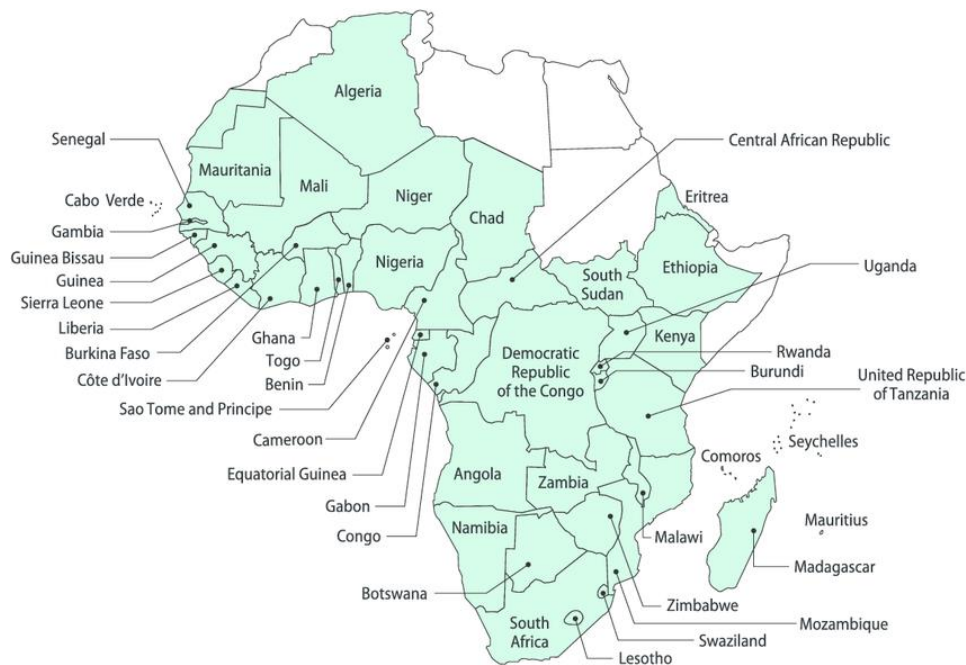 Algeria
Senegal
Central African Republic
Mauritania
Mali
Niger
Cabo Verde
Eritrea
Chad
Gambia
Guinea Bissau
Nigeria
Ethiopia
Uganda
Guinea
South
Sudan
Sierra Leone
Liberia
Ghana
Kenya
Burkina Faso
Togo
Democratic
Republic
of the Congo
Rwanda
Côte d'Ivoire
Benin
Burundi
United Republic
of Tanzania
Sao Tome and Principe
Cameroon
Seychelles
Comoros
Equatorial Guinea
Angola
Zambia
Gabon
Mauritius
Congo
Namibia
Malawi
Madagascar
Botswana
Zimbabwe
Mozambique
South
Africa
Swaziland
Lesotho